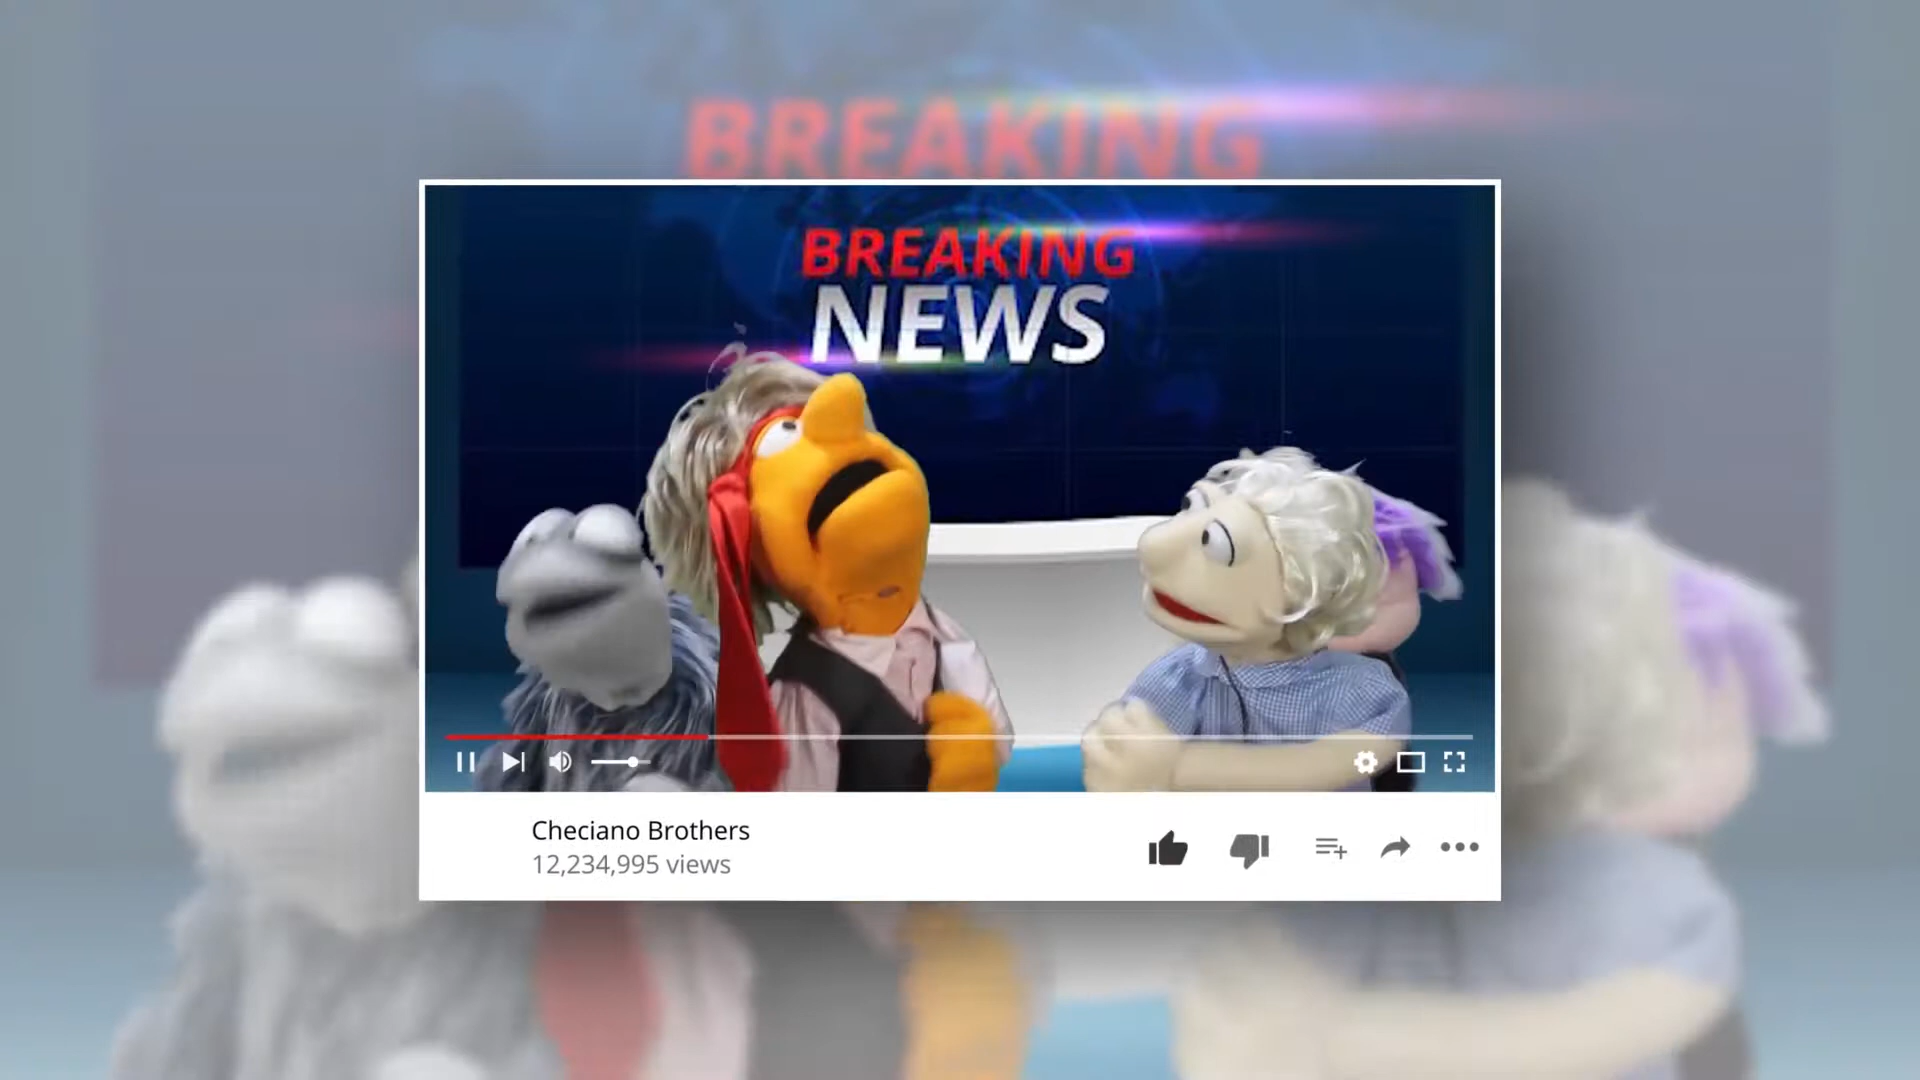 BREAKING
BREAKING
NEWS
Checiano Brothers
12,234,995 views